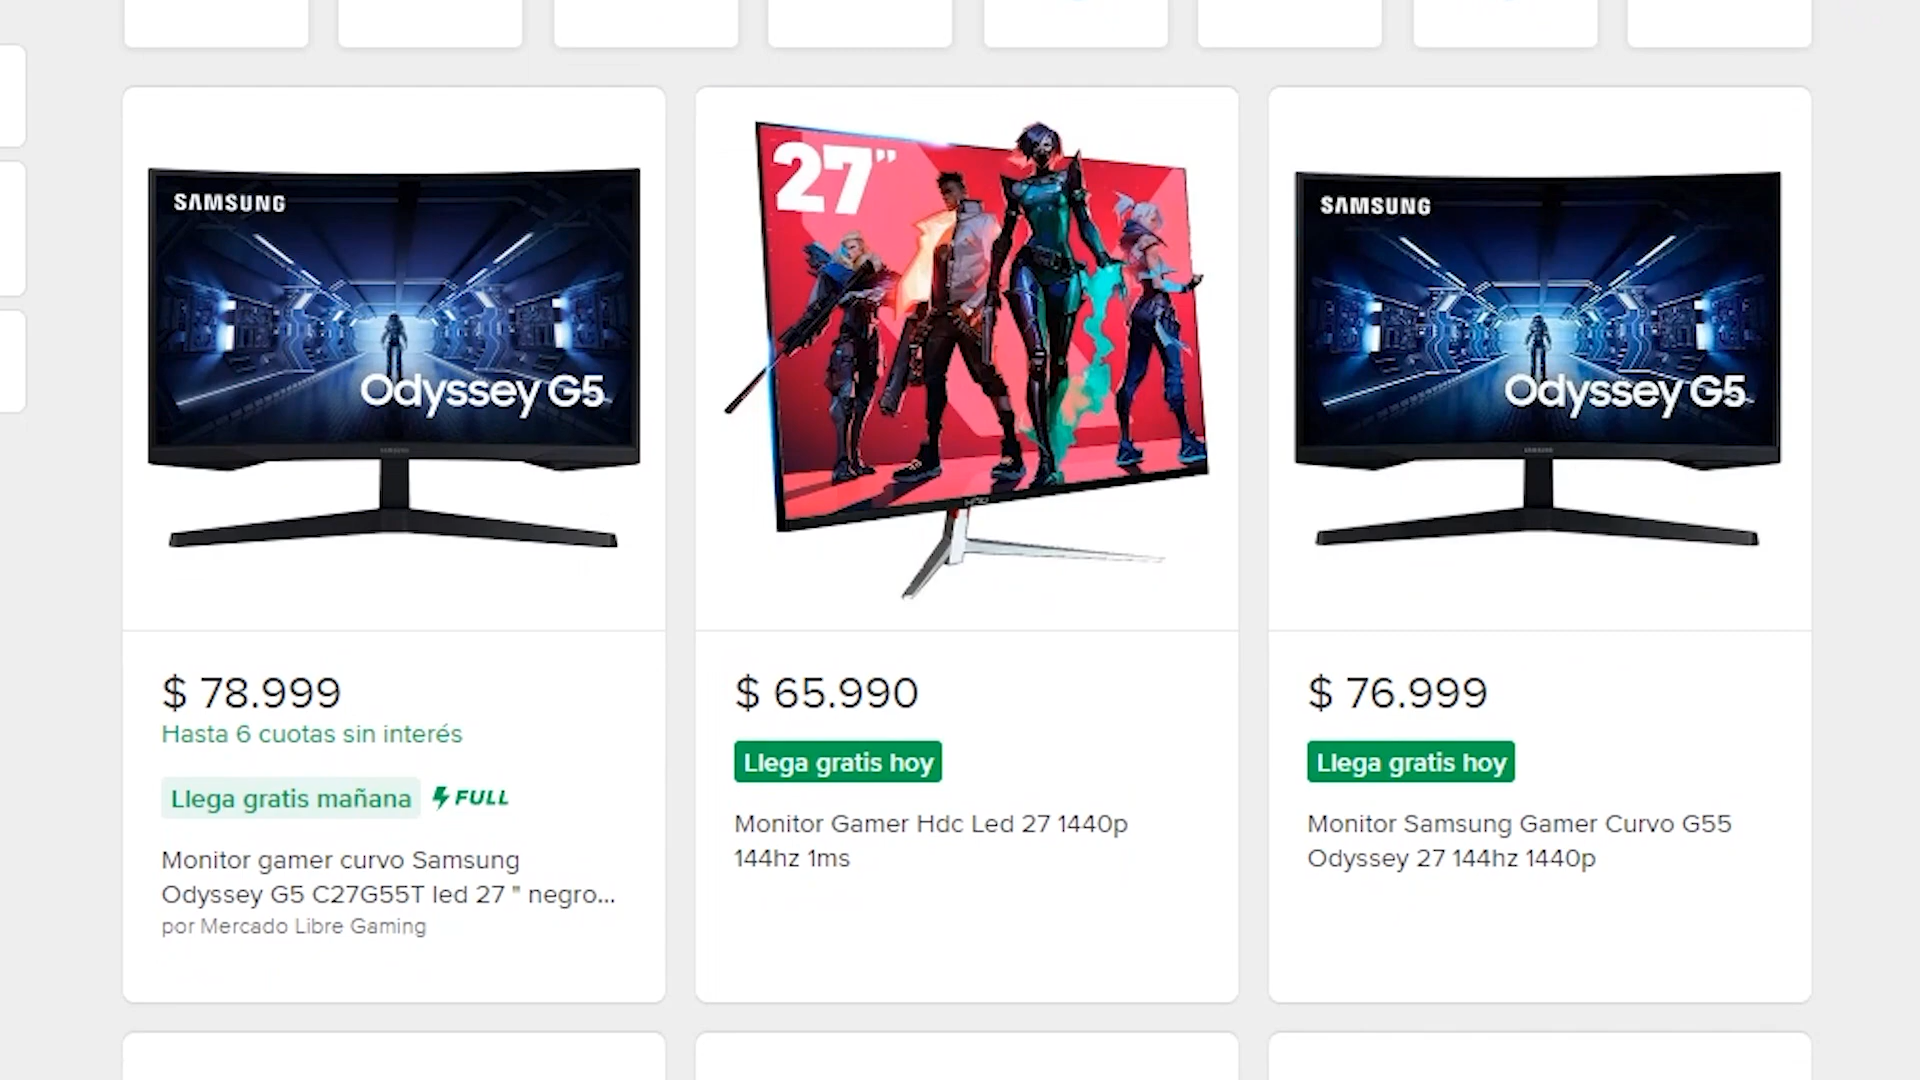 SAMSUNG
Odyssey G5
$ 78.999
Hasta 6 cuotas sin interés
Llega gratis mañana FULL
Monitor gamer curvo Samsung
Odyssey G5 C27G55T led 27 " negro...
por Mercado Libre Gaming
27"
$ 65.990
Llega gratis hoy
Monitor Gamer Hdc Led 27 1440p
144hz 1ms
SAMSUNG
Odyssey G5
$ 76.999
Llega gratis hoy
Monitor Samsung Gamer Curvo G55
Odyssey 27 144hz 1440p